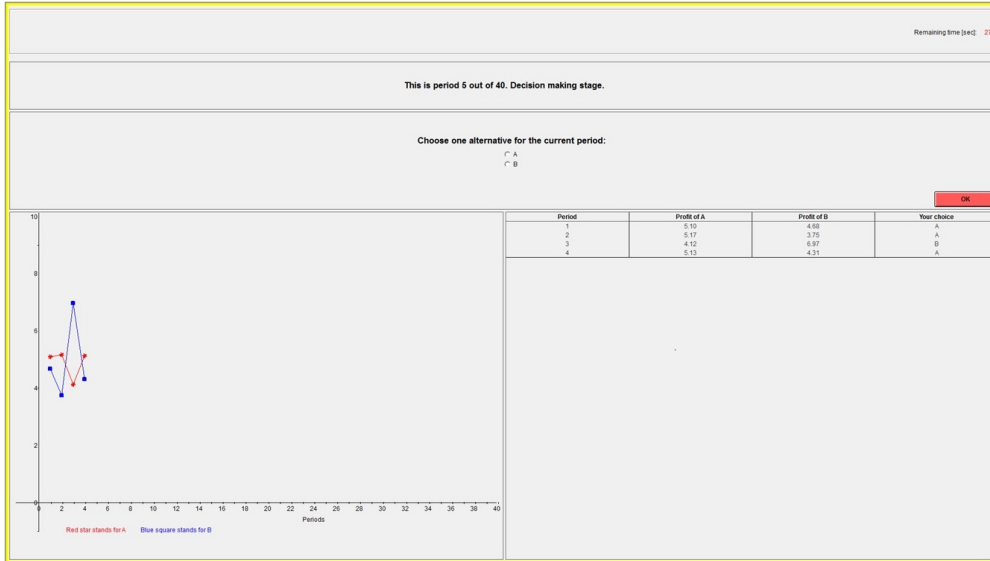 Remaining time [sec]: 27
This is period 5 out of 40. Decision making stage.
Choose one alternative for the current period:
A
B
OK
10
8
6
4
2
0
0 2 4 6 8 10 12 14 16 18 20 22 24 26 28 30 32 34 36 38 40
Periods
Red star stands for A Blue square stands for B
Period Profit of A Profit of B Your choice
1 5.10 4.68 A
2 5.17 3.75 A
3 4.12 6.97 B
4 5.13 4.31 A